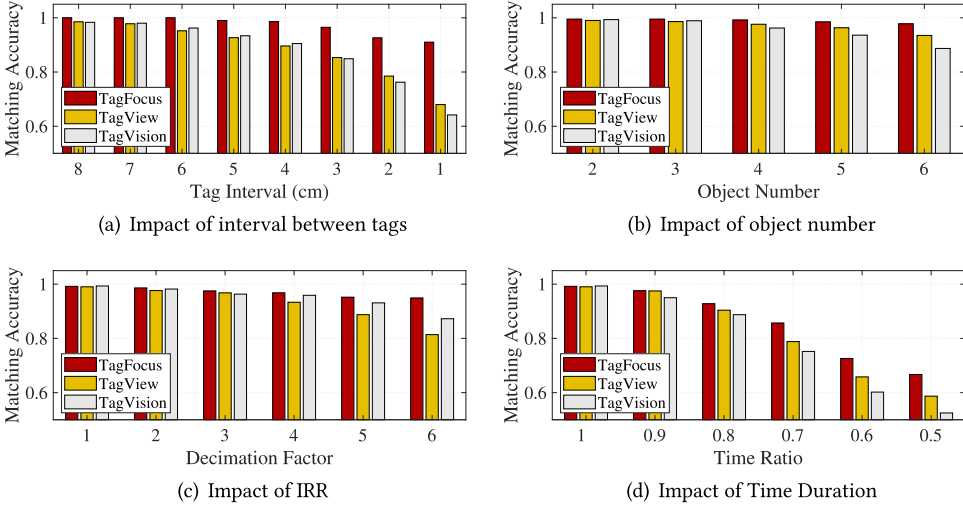 Matching Accuracy
1
0.8
0.6
TagFocus
TagView
TagVision
8 7 6 5 4 3 2 1
Tag Interval (cm)
(a) Impact of interval between tags
Matching Accuracy
1
0.8
0.6
TagFocus
TagView
TagVision
2 3 4 5 6
Object Number
(b) Impact of object number
Matching Accuracy
1
0.8
0.6
TagFocus
TagView
TagVision
1 2 3 4 5 6
Decimation Factor
(c) Impact of IRR
Matching Accuracy
1
0.8
0.6
TagFocus
TagView
TagVision
1 0.9 0.8 0.7 0.6 0.5
Time Ratio
(d) Impact of Time Duration